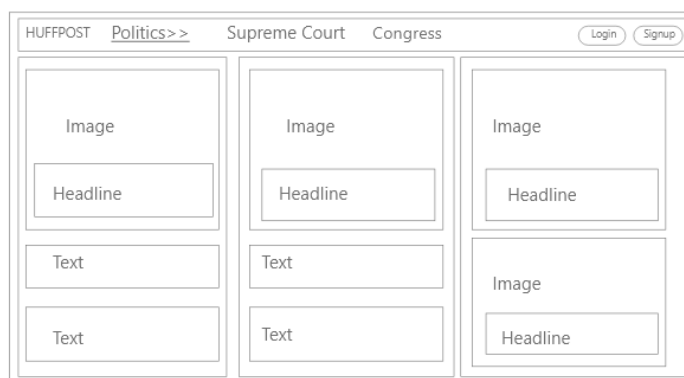 HUFFPOST Politics>> Supreme Court Congress Login Signup
Image Image Image
Headline Headline Headline
Text Text
Image
Text Text Headline